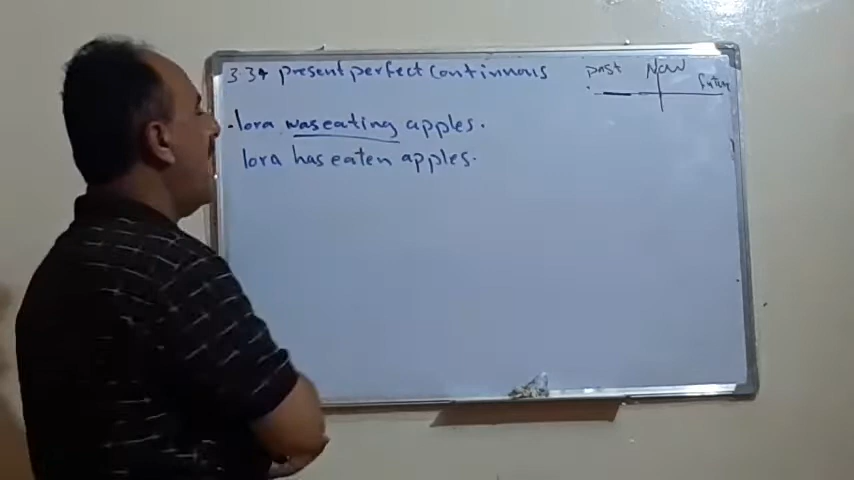 3.34 present perfect continuous
past Now future
.lora was eating apples.
lora has eaten apples.